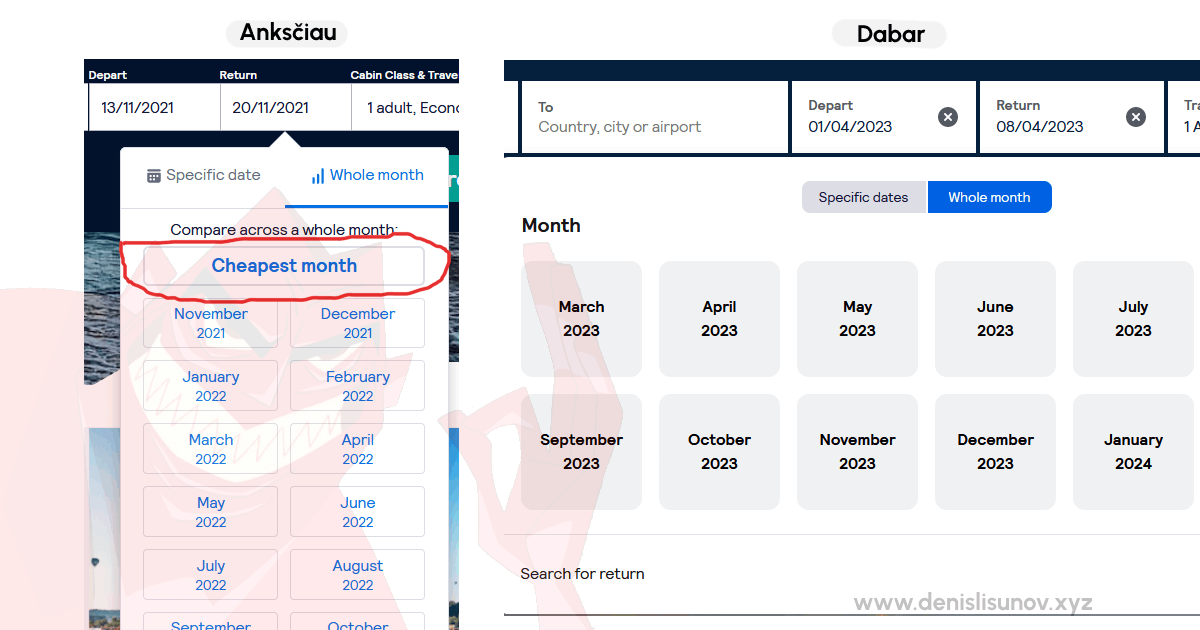 Anksčiau
Depart Return Cabin Class & Trave
13/11/2021 20/11/2021 1 adult, Econo
Specific date Whole month
Compare across a whole month:
Cheapest month
November December
2021 2021
January February
2022 2022
March April
2022 2022
May June
2022 2022
July August
2022 2022
September October
Dabar
To Depart Return Tra
Country, city or airport 01/04/2023 08/04/2023 1 A
Specific dates Whole month
Month
March April May June July
2023 2023 2023 2023 2023
September October November December January
2023 2023 2023 2023 2024
Search for return
www.denislisunov.xyz